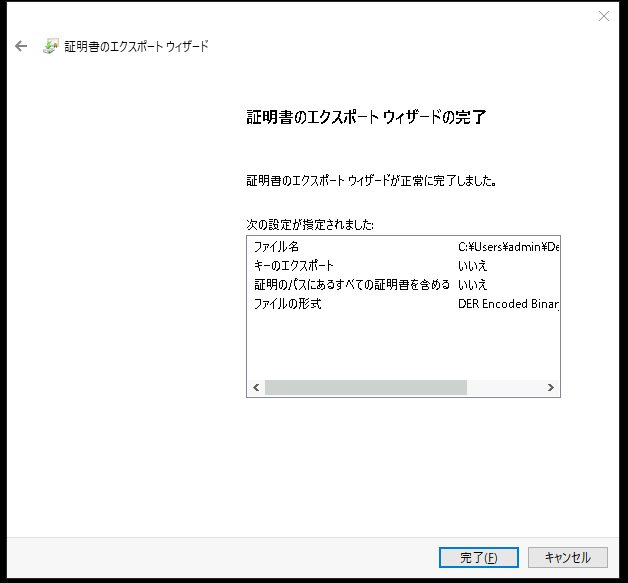 証明書のエクスポート ウィザード
証明書のエクスポート ウィザードの完了
証明書のエクスポート ウィザードが正常に完了しました。
次の設定が指定されました:
ファイル名 C:¥Users¥admin¥De
キーのエクスポート いいえ
証明のパスにあるすべての証明書を含める いいえ
ファイルの形式 DER Encoded Binar
完了(F) キャンセル